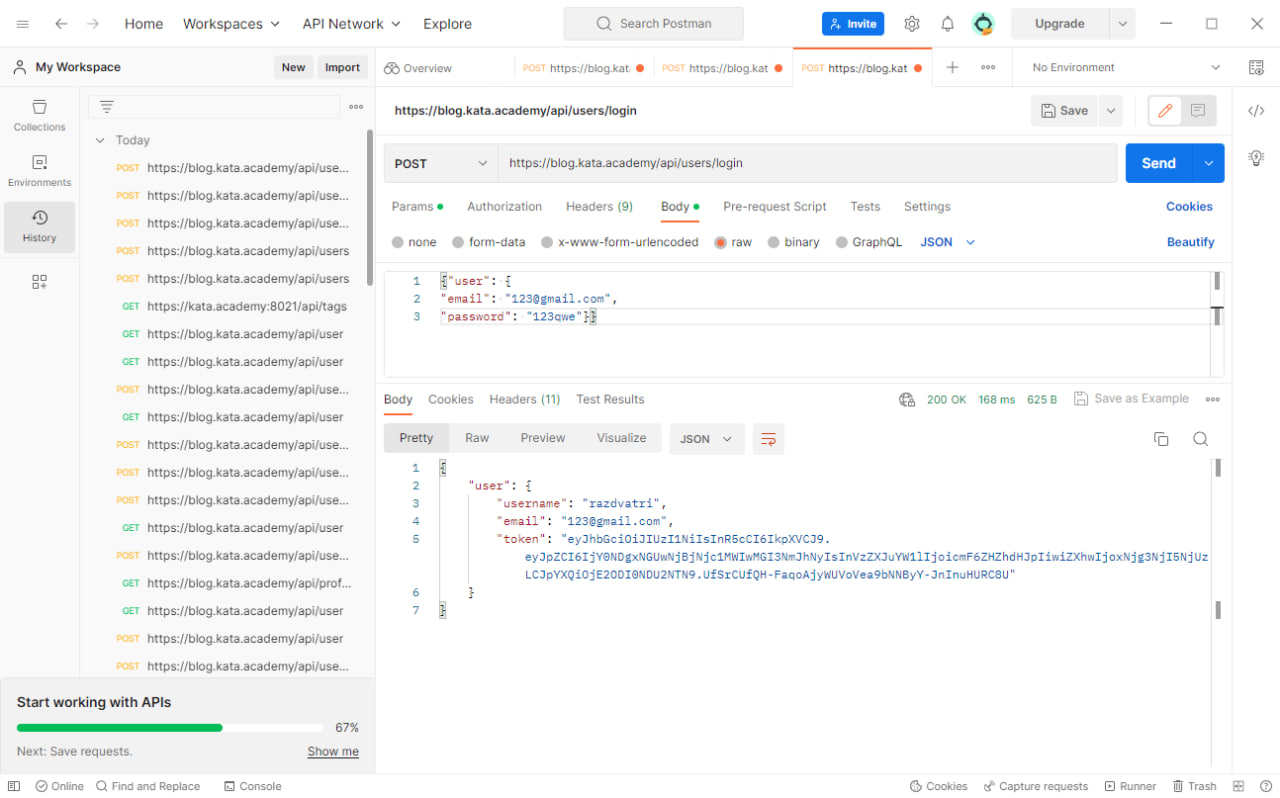 Home Workspaces API Network Explore Search Postman Invite Upgrade
My Workspace New Import Overview POST https://blog.kat POST https://blog.kat POST https://blog.kat No Environment
Collections
Environments
History
Today
POST https://blog.kata.academy/api/use...
POST https://blog.kata.academy/api/use...
POST https://blog.kata.academy/api/use...
POST https://blog.kata.academy/api/users
POST https://blog.kata.academy/api/users
GET https://kata.academy:8021/api/tags
GET https://blog.kata.academy/api/user
GET https://blog.kata.academy/api/user
POST https://blog.kata.academy/api/use...
GET https://blog.kata.academy/api/user
POST https://blog.kata.academy/api/use...
POST https://blog.kata.academy/api/use...
POST https://blog.kata.academy/api/use...
GET https://blog.kata.academy/api/user
POST https://blog.kata.academy/api/use...
GET https://blog.kata.academy/api/prof...
GET https://blog.kata.academy/api/user
POST https://blog.kata.academy/api/user
POST https://blog.kata.academy/api/use...
Start working with APIs
67%
Next: Save requests. Show me
https://blog.kata.academy/api/users/login Save
POST https://blog.kata.academy/api/users/login Send
Params Authorization Headers (9) Body Pre-request Script Tests Settings Cookies
none form-data x-www-form-urlencoded raw binary GraphQL JSON Beautify
1 {"user": {
2 "email": "123@gmail.com",
3 "password": "123qwe"}}
Body Cookies Headers (11) Test Results 200 OK 168 ms 625 B Save as Example
Pretty Raw Preview Visualize JSON
1 {
2 "user": {
3 "username": "razdvatri",
4 "email": "123@gmail.com",
5 "token": "eyJhbGciOiJIUzI1NiIsInR5cCI6IkpXVCJ9.
eyJpZCI6IjY0NDgxNGUwNjBjNjc1MWIwMGI3NmJhNyIsInVzZXJuYW1lIjoicmF6ZHZhdHJpIiwiZXhwIjoxNjg3NjI5NjUz
LCJpYXQiOjE2ODI0NDU2NTN9.UfSrCUfQH-FaqoAjyWUVoVea9bNNByY-JnInuHURC8U"
6 }
7 }
Online Find and Replace Console Cookies Capture requests Runner Trash